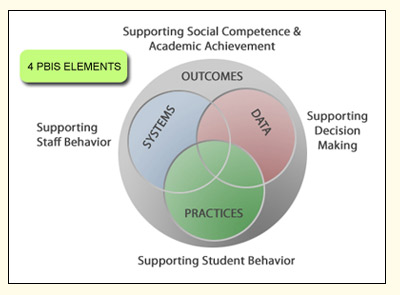 Supporting Social Competence &
Academic Achievement
4 PBIS ELEMENTS
OUTCOMES
Supporting
Staff Behavior
SYSTEMS
DATA
Supporting
Decision
Making
PRACTICES
Supporting Student Behavior